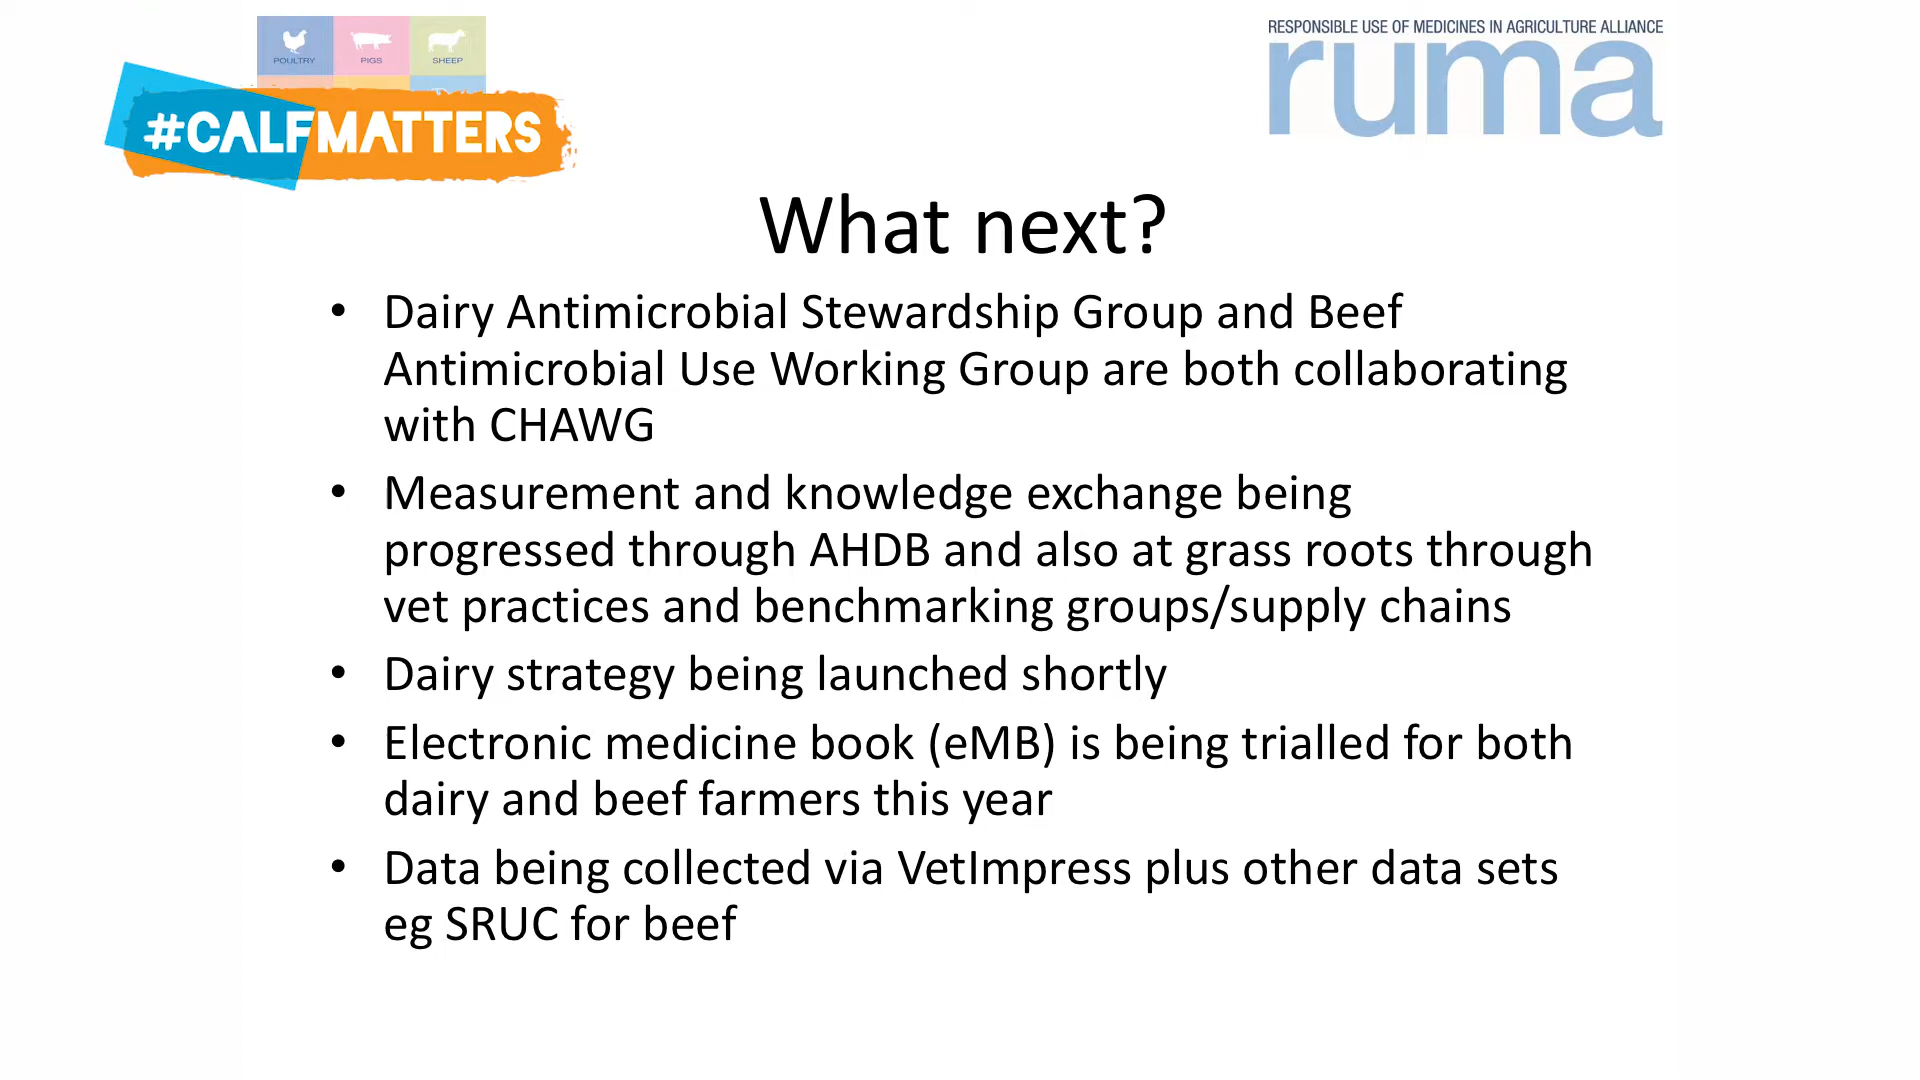 POULTRY PIGS SHEEP
#CALFMATTERS
RESPONSIBLE USE OF MEDICINES IN AGRICULTURE ALLIANCE
ruma
What next?
• Dairy Antimicrobial Stewardship Group and Beef
Antimicrobial Use Working Group are both collaborating
with CHAWG
• Measurement and knowledge exchange being
progressed through AHDB and also at grass roots through
vet practices and benchmarking groups/supply chains
• Dairy strategy being launched shortly
• Electronic medicine book (eMB) is being trialled for both
dairy and beef farmers this year
• Data being collected via VetImpress plus other data sets
eg SRUC for beef